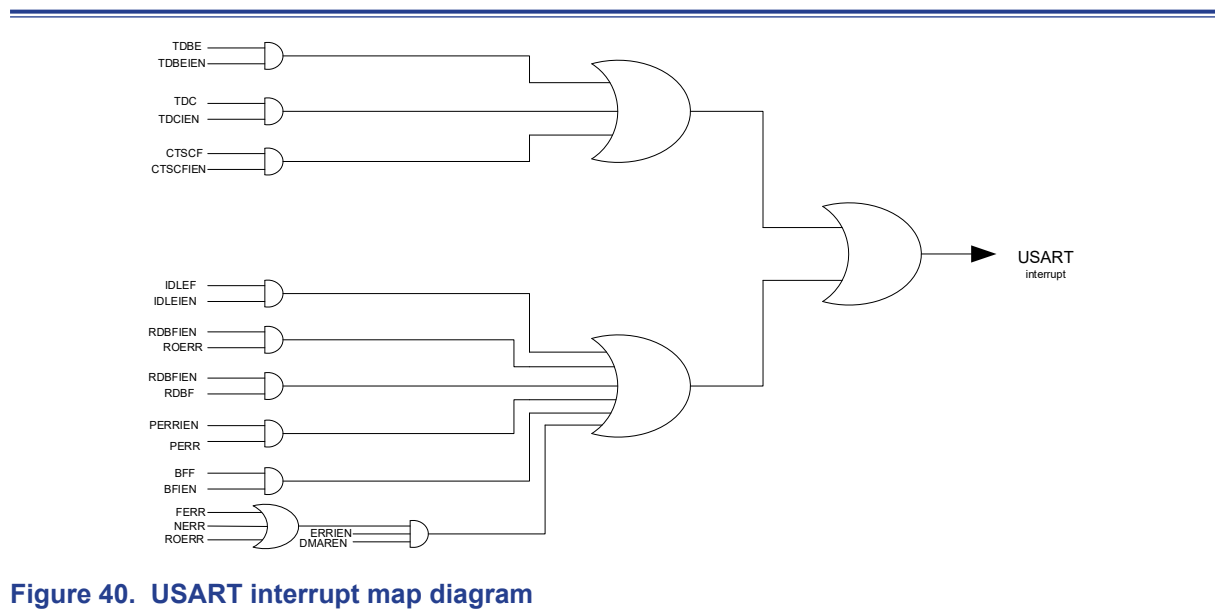 TDBE
TDBEIEN
TDC
TDCIEN
CTSCF
CTSCFIEN
USART
interrupt
IDLEF
IDLEIEN
RDBFIEN
ROERR
RDBFIEN
RDBF
PERRIEN
PERR
BFF
BFIEN
FERR
NERR
ROERR
ERRIEN
DMAREN
Figure 40. USART interrupt map diagram